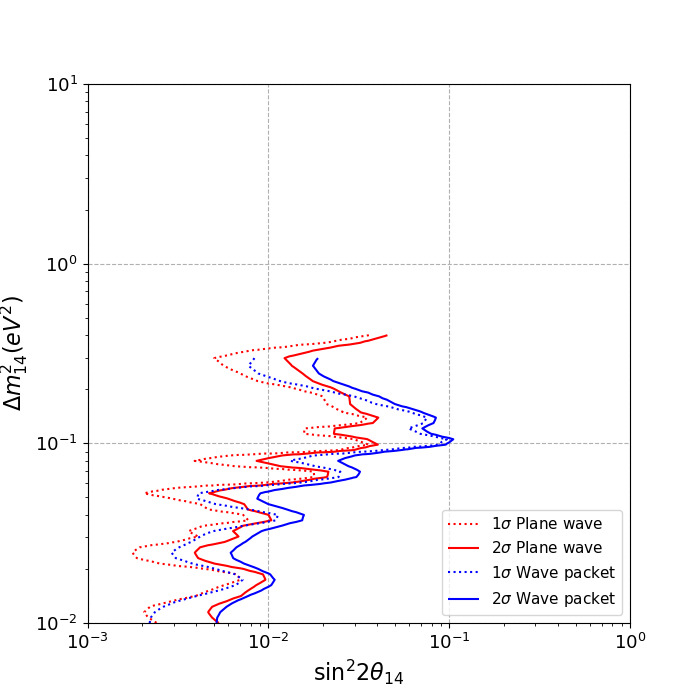 10¹
10⁰
10⁻¹
10⁻²
Δm²₁₄(eV²)
1σ Plane wave
2σ Plane wave
1σ Wave packet
2σ Wave packet
10⁻³ 10⁻² 10⁻¹ 10⁰
sin²2θ₁₄